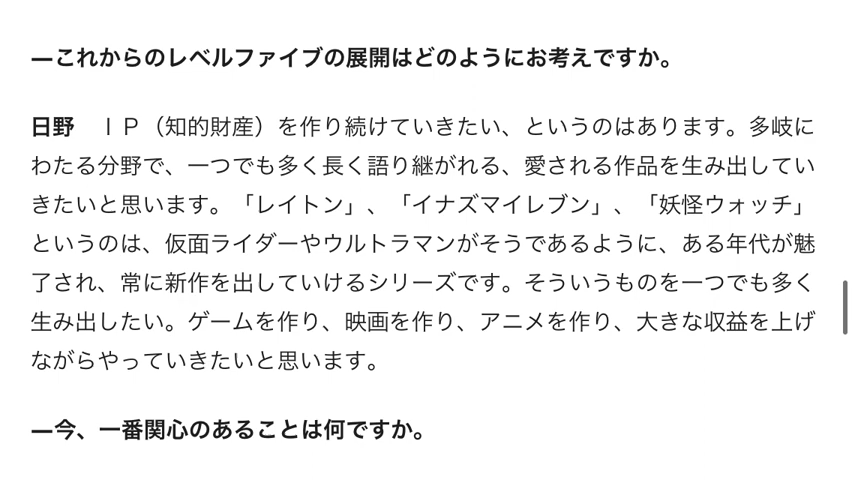 ―これからのレベルファイブの展開はどのようにお考えですか。
日野　ＩＰ（知的財産）を作り続けていきたい、というのはあります。多岐に
わたる分野で、一つでも多く長く語り継がれる、愛される作品を生み出してい
きたいと思います。「レイトン」、「イナズマイレブン」、「妖怪ウォッチ」
というのは、仮面ライダーやウルトラマンがそうであるように、ある年代が魅
了され、常に新作を出していけるシリーズです。そういうものを一つでも多く
生み出したい。ゲームを作り、映画を作り、アニメを作り、大きな収益を上げ
ながらやっていきたいと思います。
―今、一番関心のあることは何ですか。